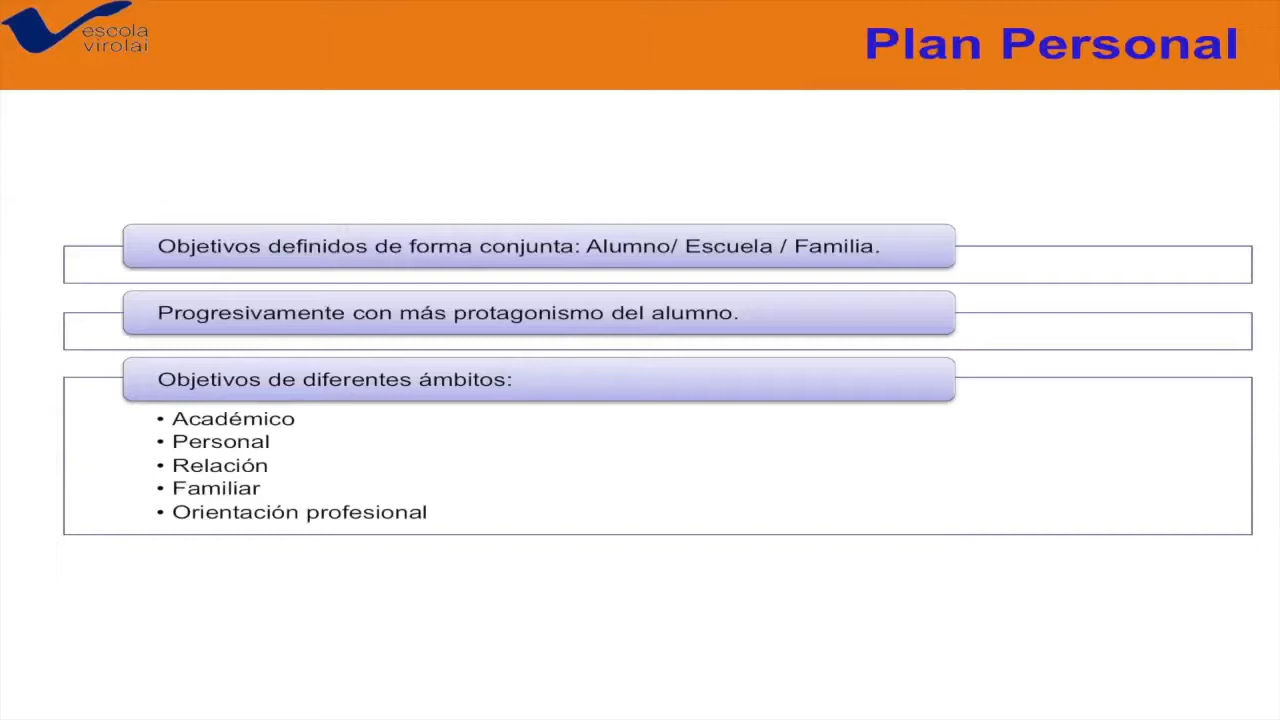 escola
virolai
Plan Personal
Objetivos definidos de forma conjunta: Alumno/ Escuela / Familia.
Progresivamente con más protagonismo del alumno.
Objetivos de diferentes ámbitos:
• Académico
• Personal
• Relación
• Familiar
• Orientación profesional